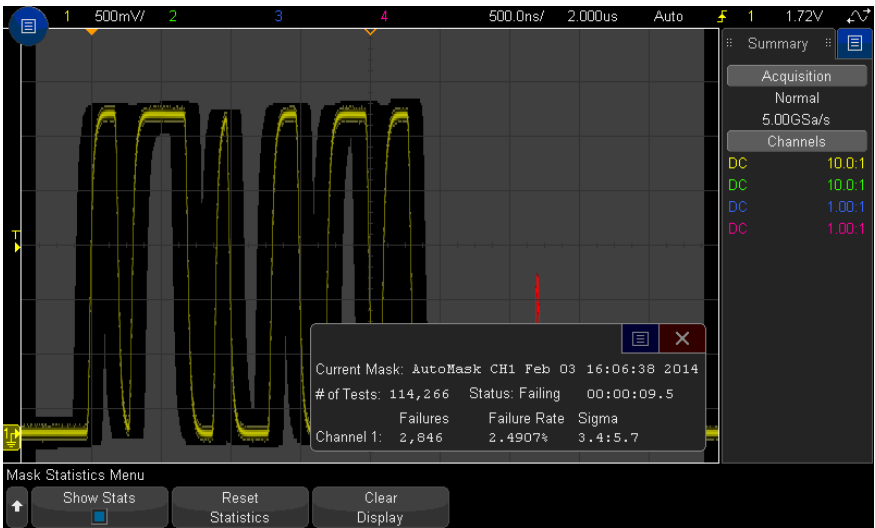 1 500mV/ 2 3 4 500.0ns/ 2.000us Auto 1 1.72V
Summary
Acquisition
Normal
5.00GSa/s
Channels
DC 10.0:1
DC 10.0:1
DC 1.00:1
DC 1.00:1
T
1
Current Mask: AutoMask CH1 Feb 03 16:06:38 2014
# of Tests: 114,266 Status: Failing 00:00:09.5
Failures Failure Rate Sigma
Channel 1: 2,846 2.4907% 3.4:5.7
Mask Statistics Menu
Show Stats Reset Statistics Clear Display